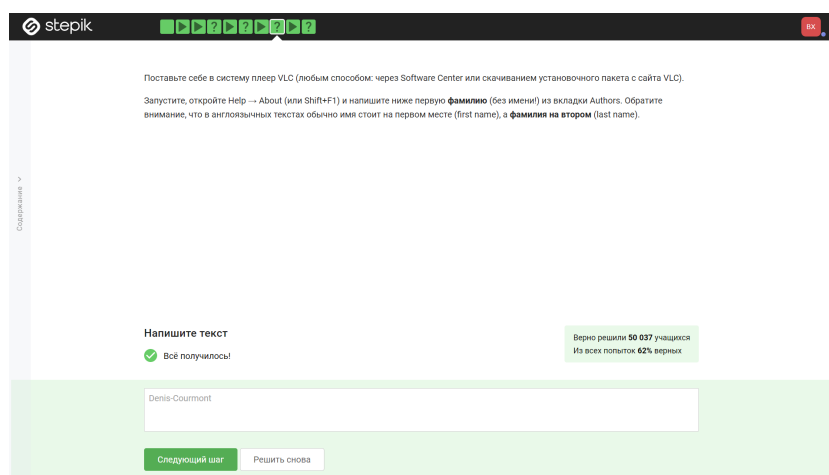 stepik
? ? ? ?
ВХ
Поставьте себе в систему плеер VLC (любым способом: через Software Center или скачиванием установочного пакета с сайта VLC).
Запустите, откройте Help → About (или Shift+F1) и напишите ниже первую фамилию (без имени!) из вкладки Authors. Обратите
внимание, что в англоязычных текстах обычно имя стоит на первом месте (first name), а фамилия на втором (last name).
Содержание
Напишите текст
Всё получилось!
Верно решили 50 037 учащихся
Из всех попыток 62% верных
Denis-Courmont
Следующий шаг
Решить снова